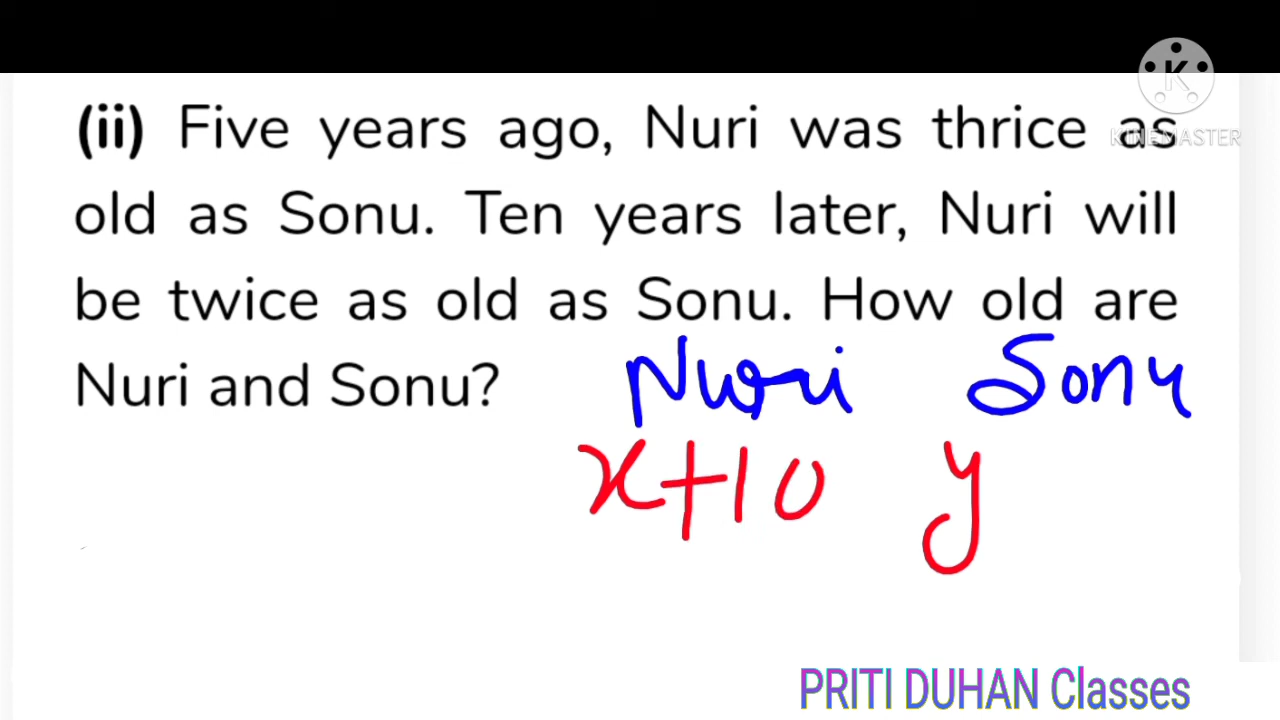 K
KINEMASTER
(ii) Five years ago, Nuri was thrice as
old as Sonu. Ten years later, Nuri will
be twice as old as Sonu. How old are
Nuri and Sonu?
Nuri Sonu
x+10 y
PRITI DUHAN Classes